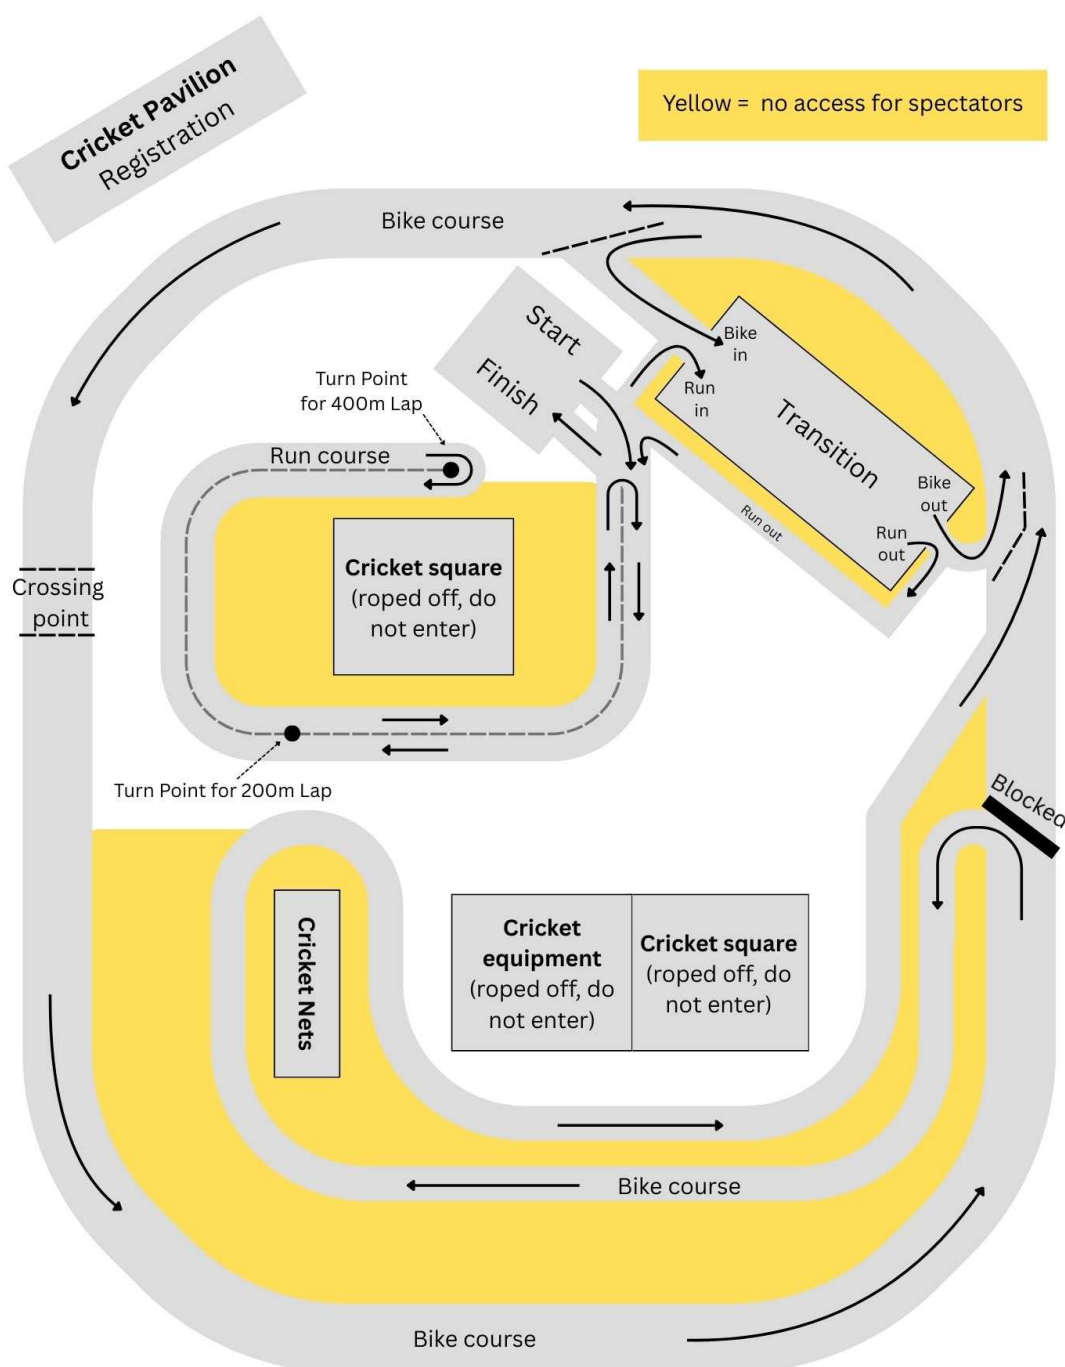 Cricket Pavilion
Registration
Yellow = no access for spectators
Bike course
Start
Finish
Bike
in
Run
in
Transition
Bike
out
Run
out
Run out
Turn Point
for 400m Lap
Run course
Cricket square
(roped off, do
not enter)
Crossing
point
Turn Point for 200m Lap
Blocked
Cricket Nets
Cricket
equipment
(roped off, do
not enter)
Cricket square
(roped off, do
not enter)
Bike course
Bike course